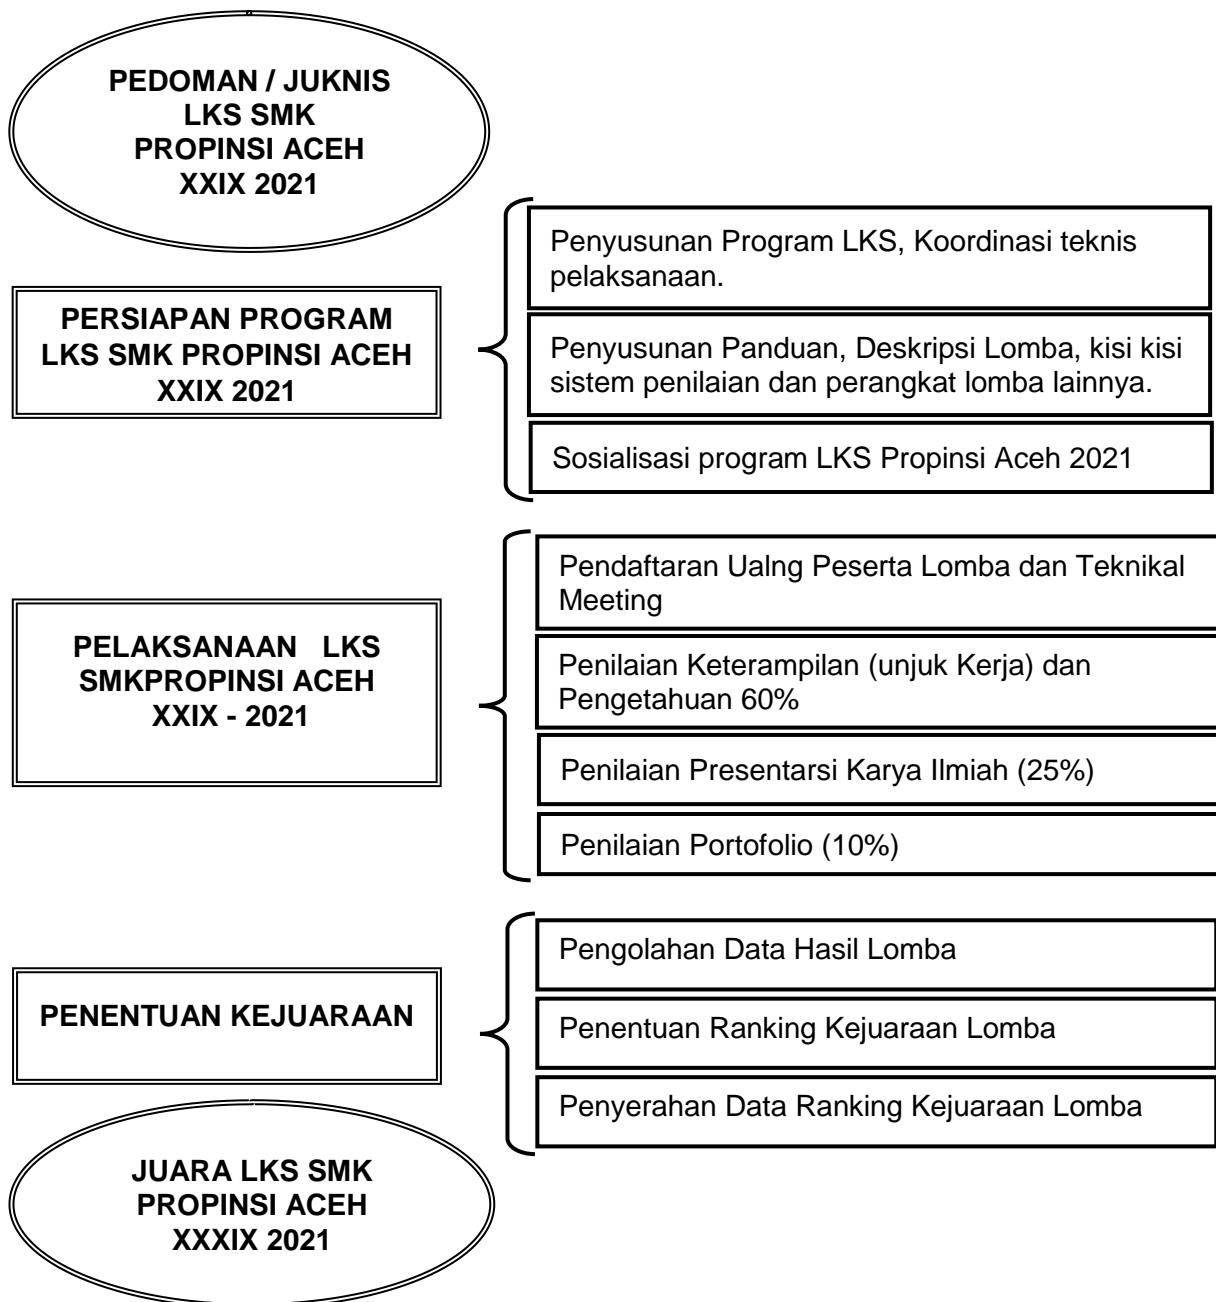 PEDOMAN / JUKNIS
LKS SMK
PROPINSI ACEH
XXIX 2021
PERSIAPAN PROGRAM
LKS SMK PROPINSI ACEH
XXIX 2021
Penyusunan Program LKS, Koordinasi teknis
pelaksanaan.
Penyusunan Panduan, Deskripsi Lomba, kisi kisi
sistem penilaian dan perangkat lomba lainnya.
Sosialisasi program LKS Propinsi Aceh 2021
PELAKSANAAN LKS
SMKPROPINSI ACEH
XXIX - 2021
Pendaftaran Ualng Peserta Lomba dan Teknikal
Meeting
Penilaian Keterampilan (unjuk Kerja) dan
Pengetahuan 60%
Penilaian Presentarsi Karya Ilmiah (25%)
Penilaian Portofolio (10%)
PENENTUAN KEJUARAAN
Pengolahan Data Hasil Lomba
Penentuan Ranking Kejuaraan Lomba
Penyerahan Data Ranking Kejuaraan Lomba
JUARA LKS SMK
PROPINSI ACEH
XXXIX 2021